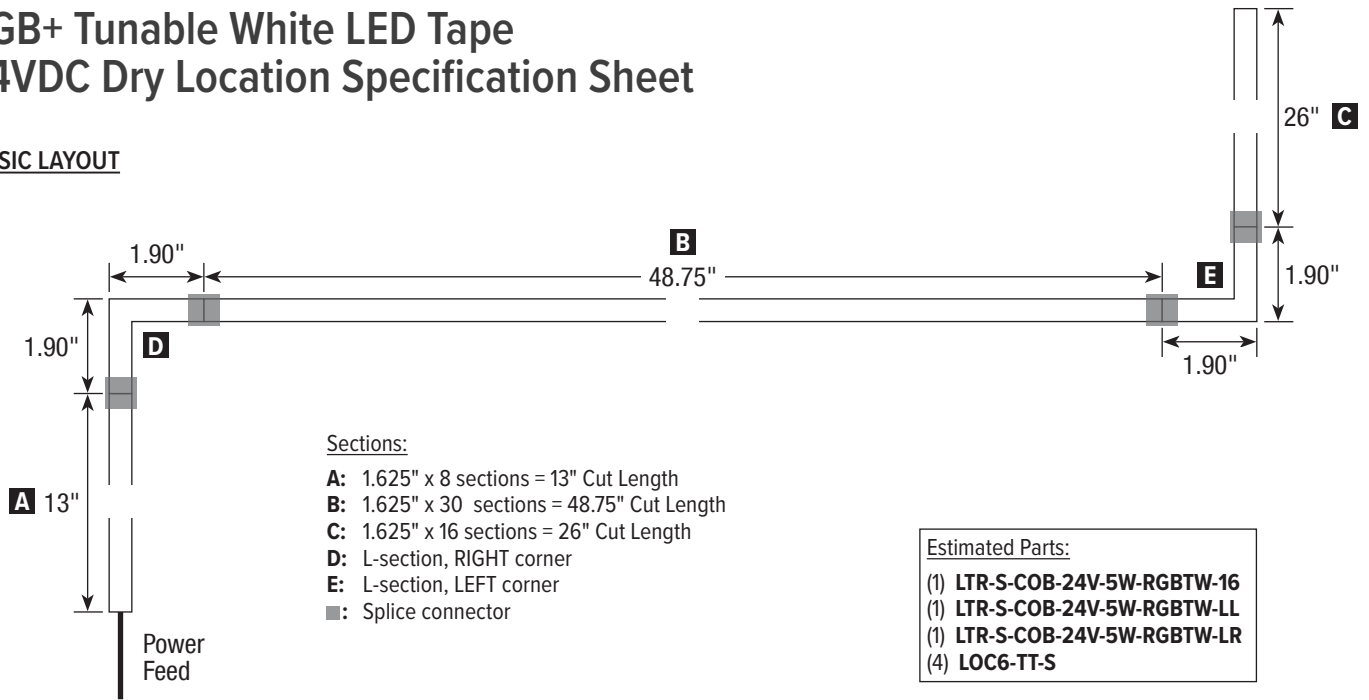 GB+ Tunable White LED Tape
4VDC Dry Location Specification Sheet
SIC LAYOUT
26" C
1.90"
B
48.75"
E
1.90"
1.90"
D
1.90"
A 13"
Power
Feed
Sections:
A: 1.625" x 8 sections = 13" Cut Length
B: 1.625" x 30 sections = 48.75" Cut Length
C: 1.625" x 16 sections = 26" Cut Length
D: L-section, RIGHT corner
E: L-section, LEFT corner
: Splice connector
Estimated Parts:
(1) LTR-S-COB-24V-5W-RGBTW-16
(1) LTR-S-COB-24V-5W-RGBTW-LL
(1) LTR-S-COB-24V-5W-RGBTW-LR
(4) LOC6-TT-S